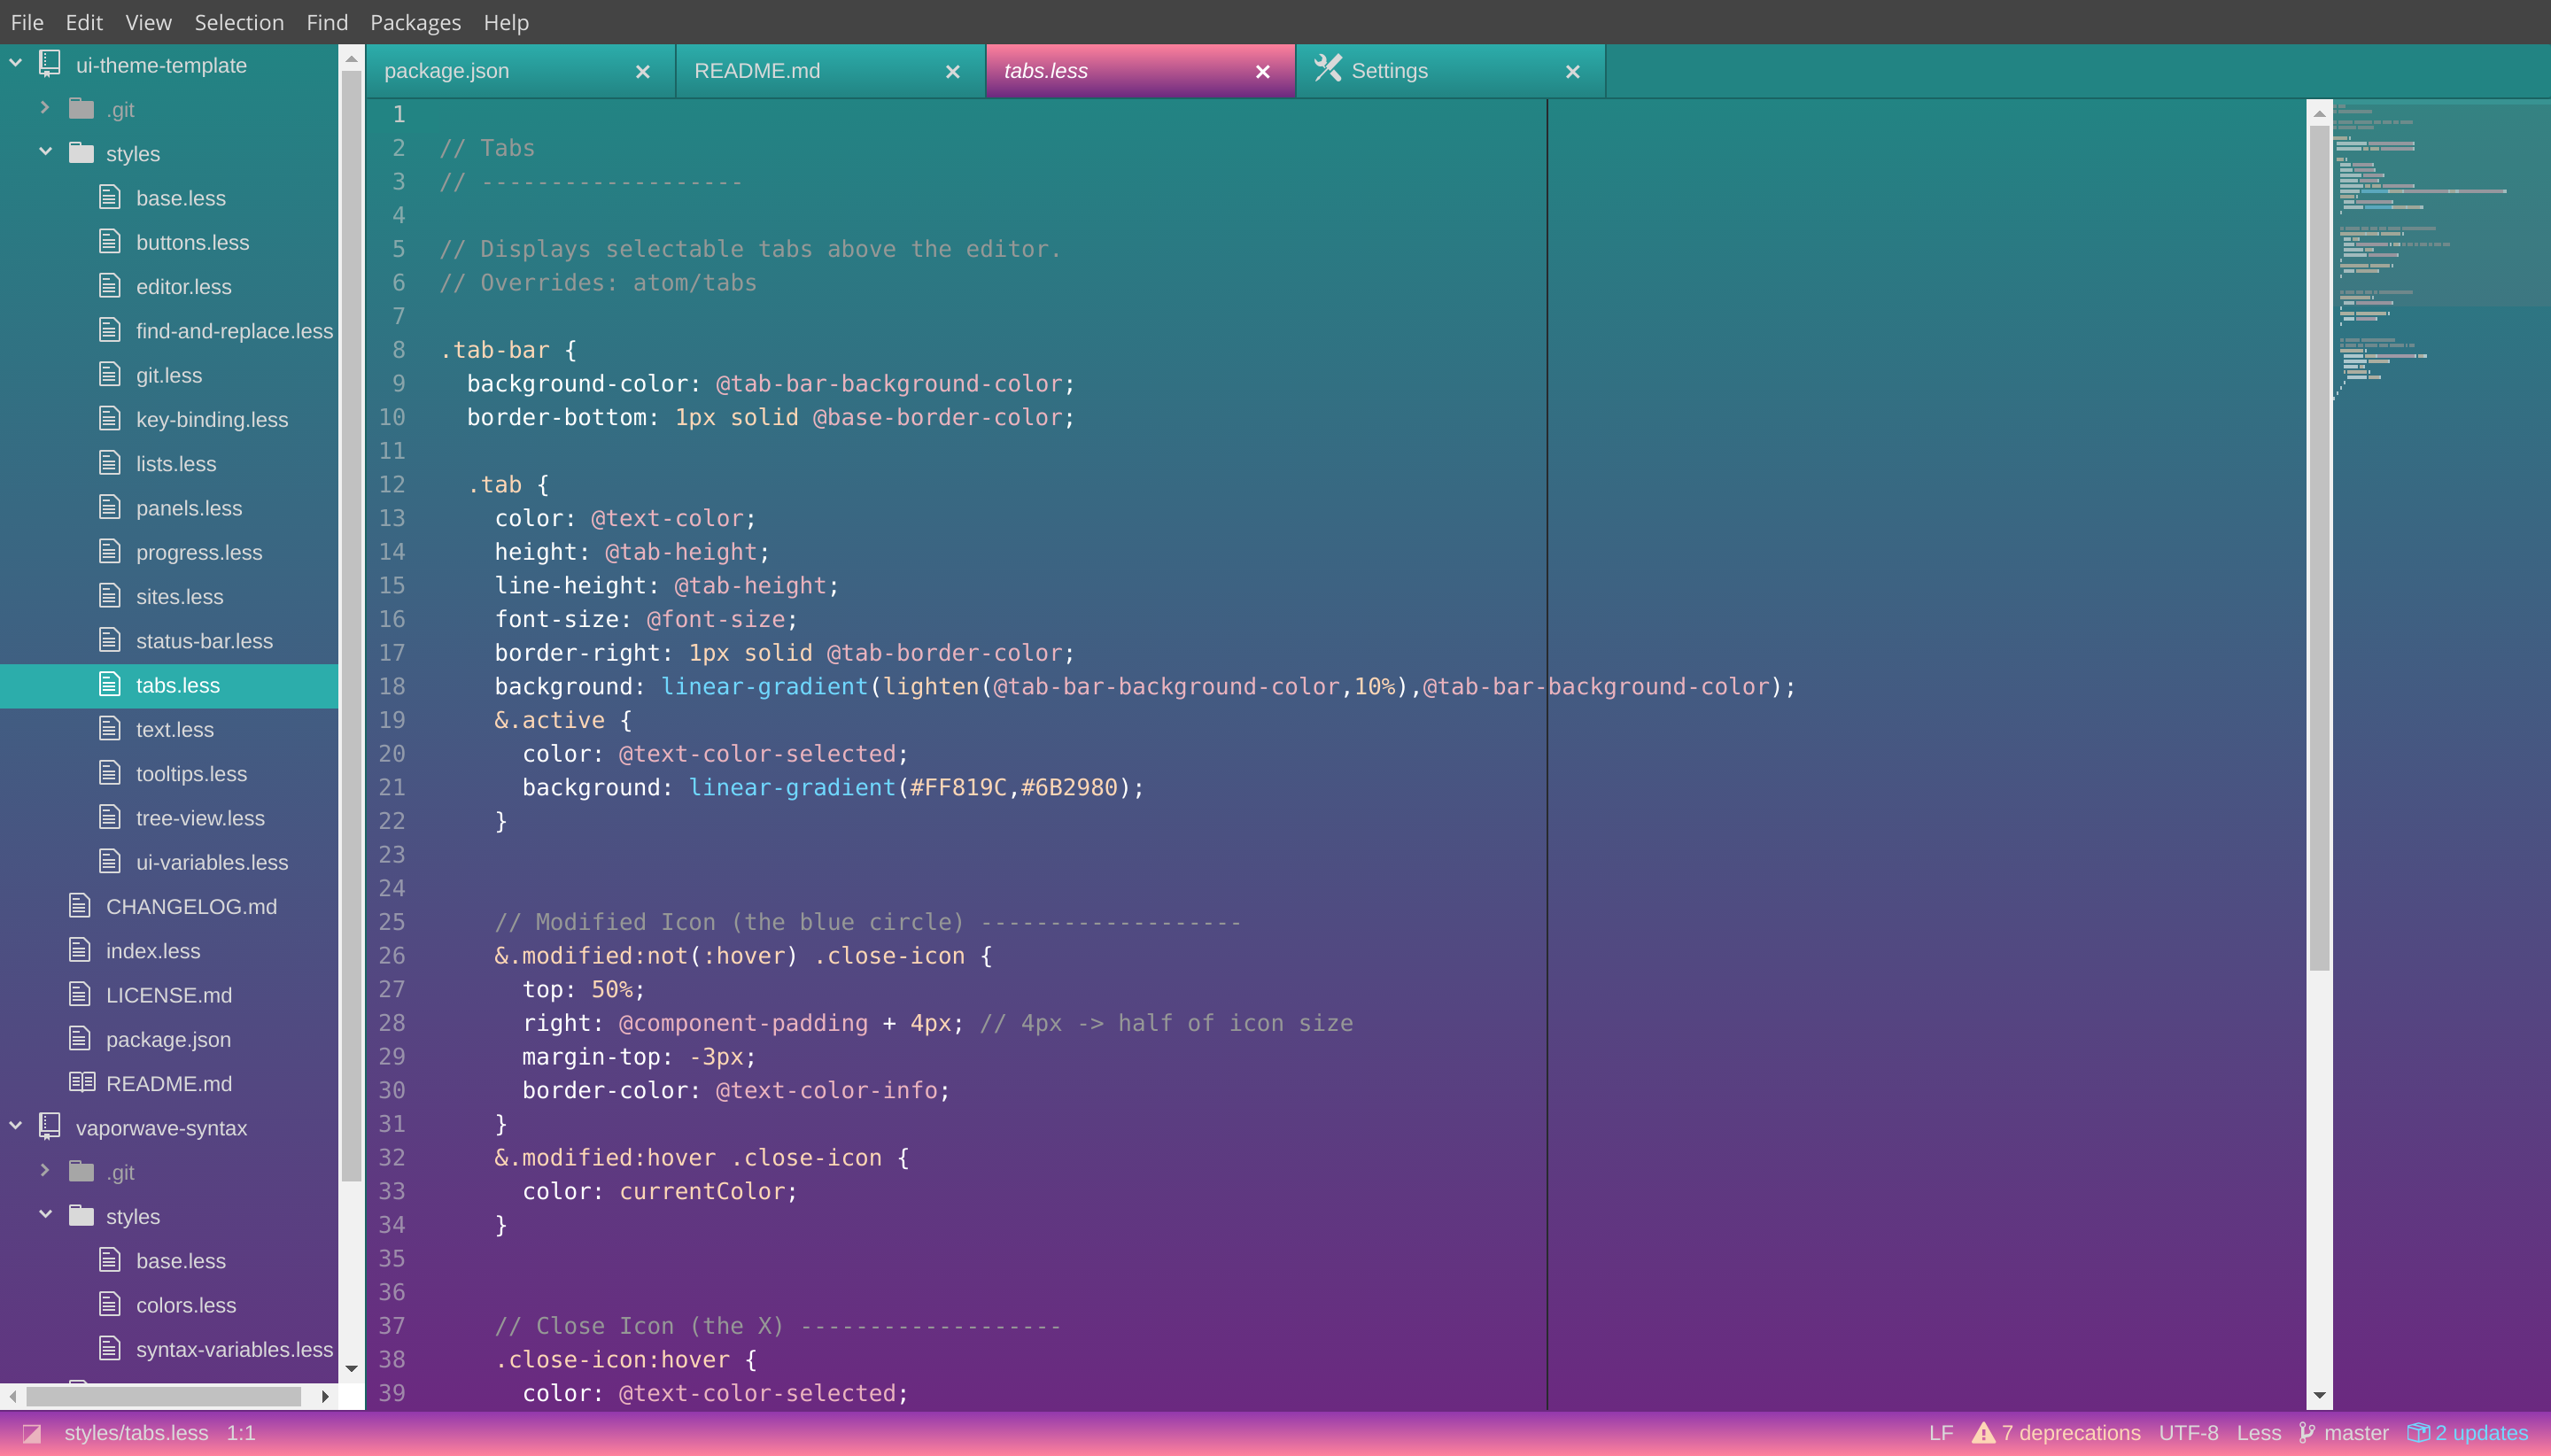 File Edit View Selection Find Packages Help
ui-theme-template
.git
styles
base.less
buttons.less
editor.less
find-and-replace.less
git.less
key-binding.less
lists.less
panels.less
progress.less
sites.less
status-bar.less
tabs.less
text.less
tooltips.less
tree-view.less
ui-variables.less
CHANGELOG.md
index.less
LICENSE.md
package.json
README.md
vaporwave-syntax
.git
styles
base.less
colors.less
syntax-variables.less
package.json README.md tabs.less Settings
1
2 // Tabs
3 // -------------------
4
5 // Displays selectable tabs above the editor.
6 // Overrides: atom/tabs
7
8 .tab-bar {
9 background-color: @tab-bar-background-color;
10 border-bottom: 1px solid @base-border-color;
11
12 .tab {
13 color: @text-color;
14 height: @tab-height;
15 line-height: @tab-height;
16 font-size: @font-size;
17 border-right: 1px solid @tab-border-color;
18 background: linear-gradient(lighten(@tab-bar-background-color,10%),@tab-bar-background-color);
19 &.active {
20 color: @text-color-selected;
21 background: linear-gradient(#FF819C,#6B2980);
22 }
23
24
25 // Modified Icon (the blue circle) -------------------
26 &.modified:not(:hover) .close-icon {
27 top: 50%;
28 right: @component-padding + 4px; // 4px -> half of icon size
29 margin-top: -3px;
30 border-color: @text-color-info;
31 }
32 &.modified:hover .close-icon {
33 color: currentColor;
34 }
35
36
37 // Close Icon (the X) -------------------
38 .close-icon:hover {
39 color: @text-color-selected;
styles/tabs.less 1:1 LF 7 deprecations UTF-8 Less master 2 updates